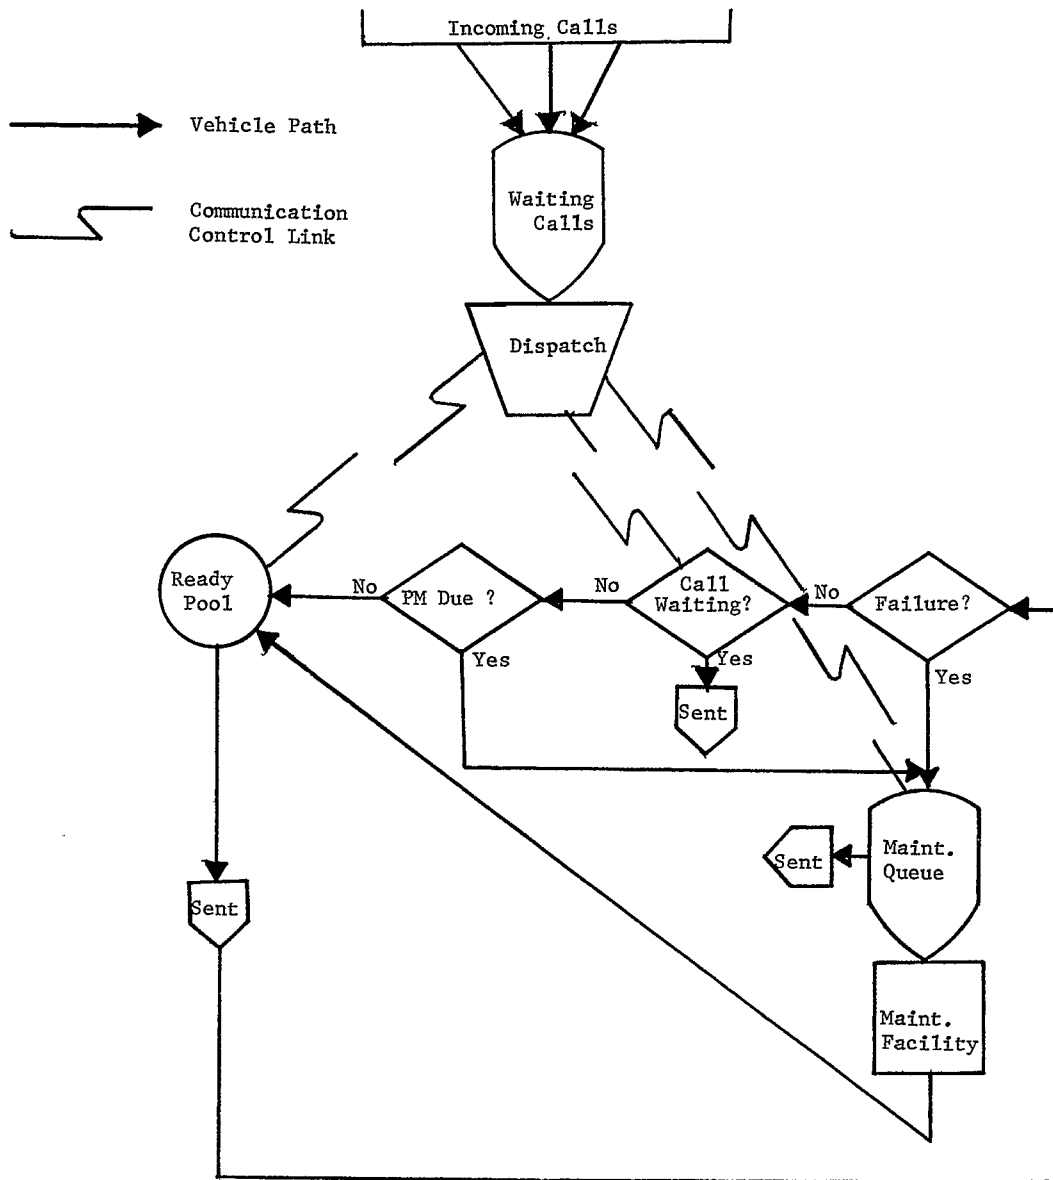 Incoming Calls
Vehicle Path
Communication
Control Link
Waiting
Calls
Dispatch
Ready
Pool
No
PM Due ?
No
Call
Waiting?
No
Failure?
Yes
Yes
Yes
Sent
Sent
Maint.
Queue
Sent
Maint.
Facility